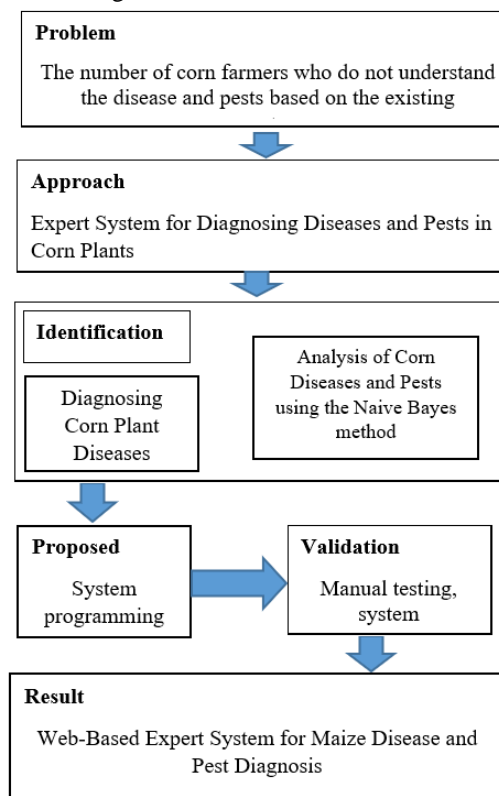 Problem
The number of corn farmers who do not understand
the disease and pests based on the existing
Approach
Expert System for Diagnosing Diseases and Pests in
Corn Plants
Identification
Diagnosing
Corn Plant
Diseases
Analysis of Corn
Diseases and Pests
using the Naive Bayes
method
Proposed
System
programming
Validation
Manual testing,
system
Result
Web-Based Expert System for Maize Disease and
Pest Diagnosis